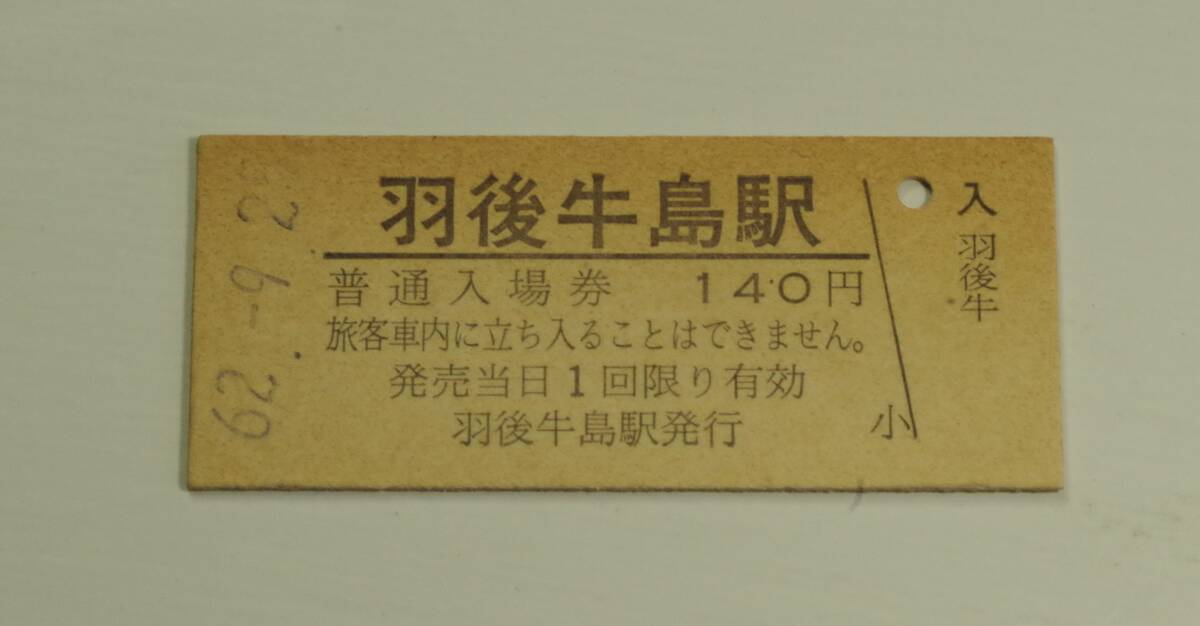 羽後牛島駅
普通入場券 140円
旅客車内に立ち入ることはできません。
発売当日1回限り有効
羽後牛島駅発行
小
入
羽後牛
62.-9.2